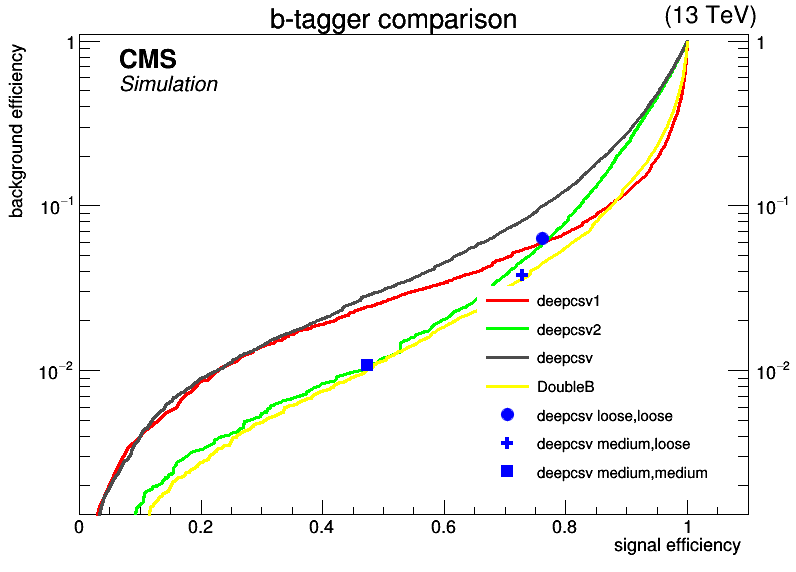 b-tagger comparison
(13 TeV)
CMS
Simulation
background efficiency
1
10⁻¹
10⁻²
1
10⁻¹
10⁻²
deepcsv1
deepcsv2
deepcsv
DoubleB
deepcsv loose,loose
deepcsv medium,loose
deepcsv medium,medium
0 0.2 0.4 0.6 0.8 1
signal efficiency